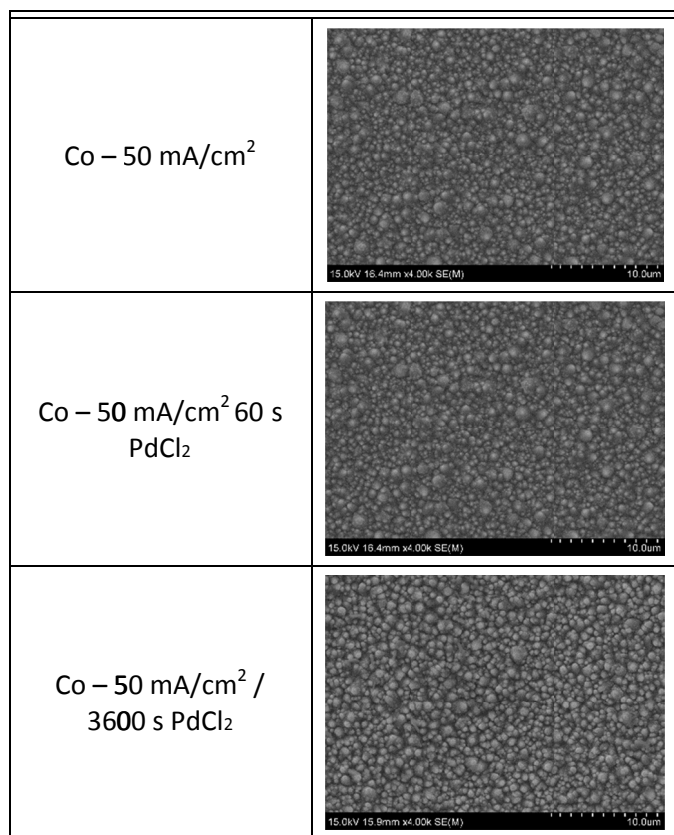 Co – 50 mA/cm²
15.0kV 16.4mm x4.00k SE(M) 10.0um
Co – 50 mA/cm² 60 s
PdCl₂
15.0kV 16.4mm x4.00k SE(M) 10.0um
Co – 50 mA/cm² /
3600 s PdCl₂
15.0kV 15.9mm x4.00k SE(M) 10.0um